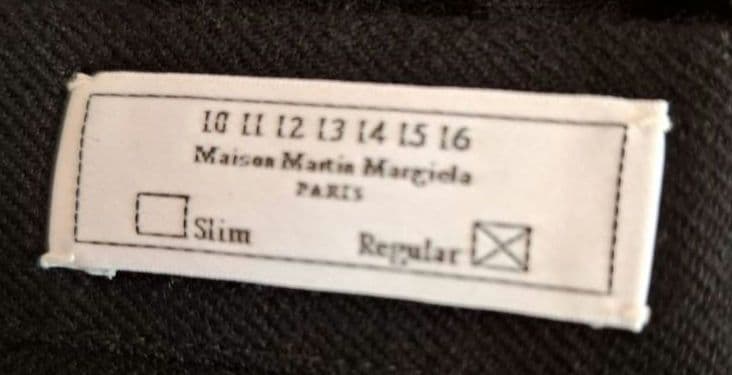 10 11 12 13 14 15 16
Maison Martin Margiela
PARIS
Slim Regular